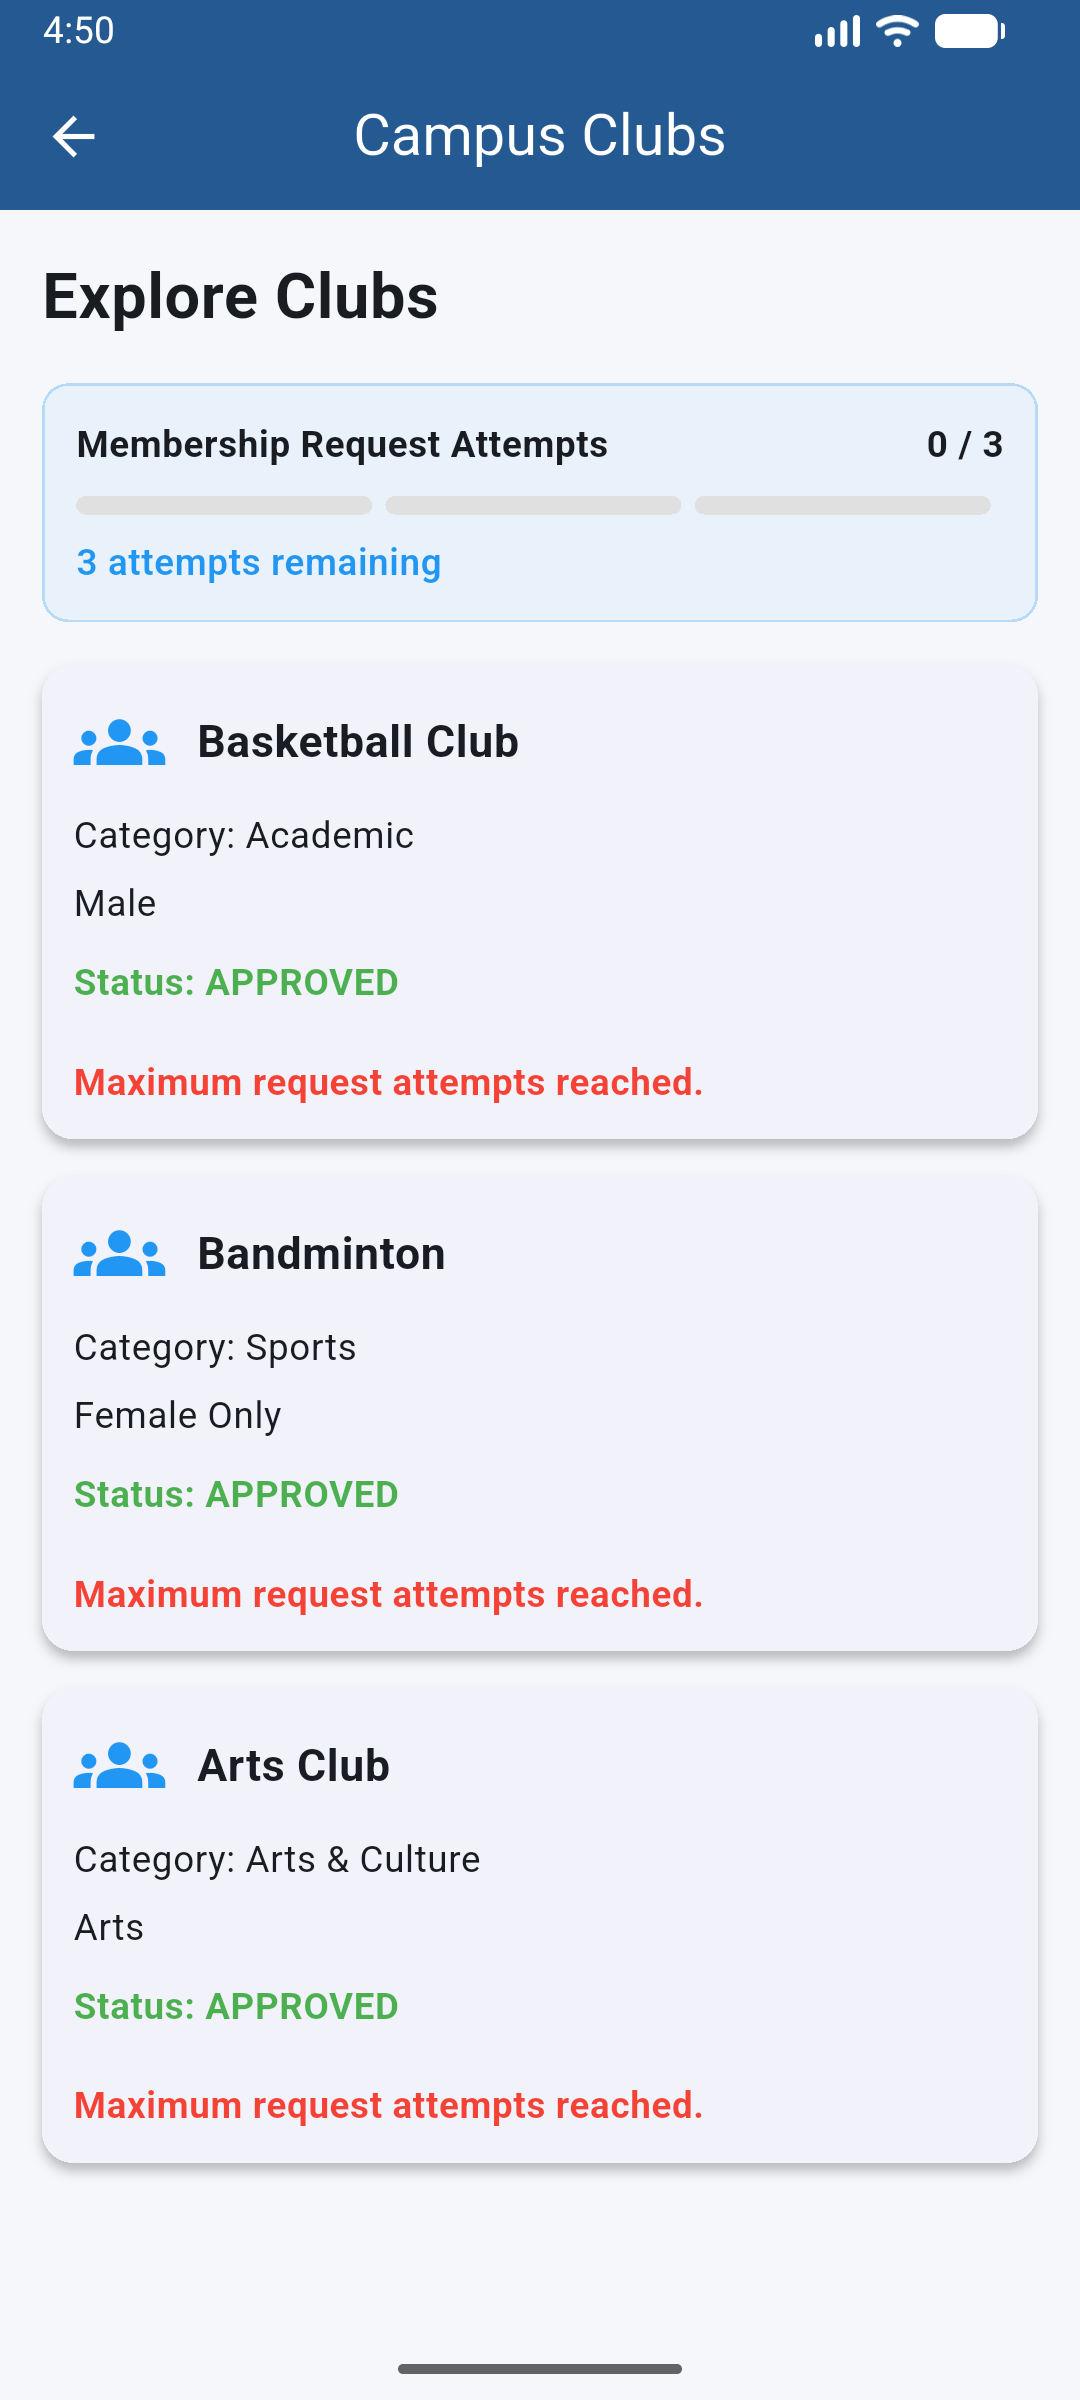 4:50
Campus Clubs
Explore Clubs
Membership Request Attempts 0 / 3
3 attempts remaining
Basketball Club
Category: Academic
Male
Status: APPROVED
Maximum request attempts reached.
Bandminton
Category: Sports
Female Only
Status: APPROVED
Maximum request attempts reached.
Arts Club
Category: Arts & Culture
Arts
Status: APPROVED
Maximum request attempts reached.